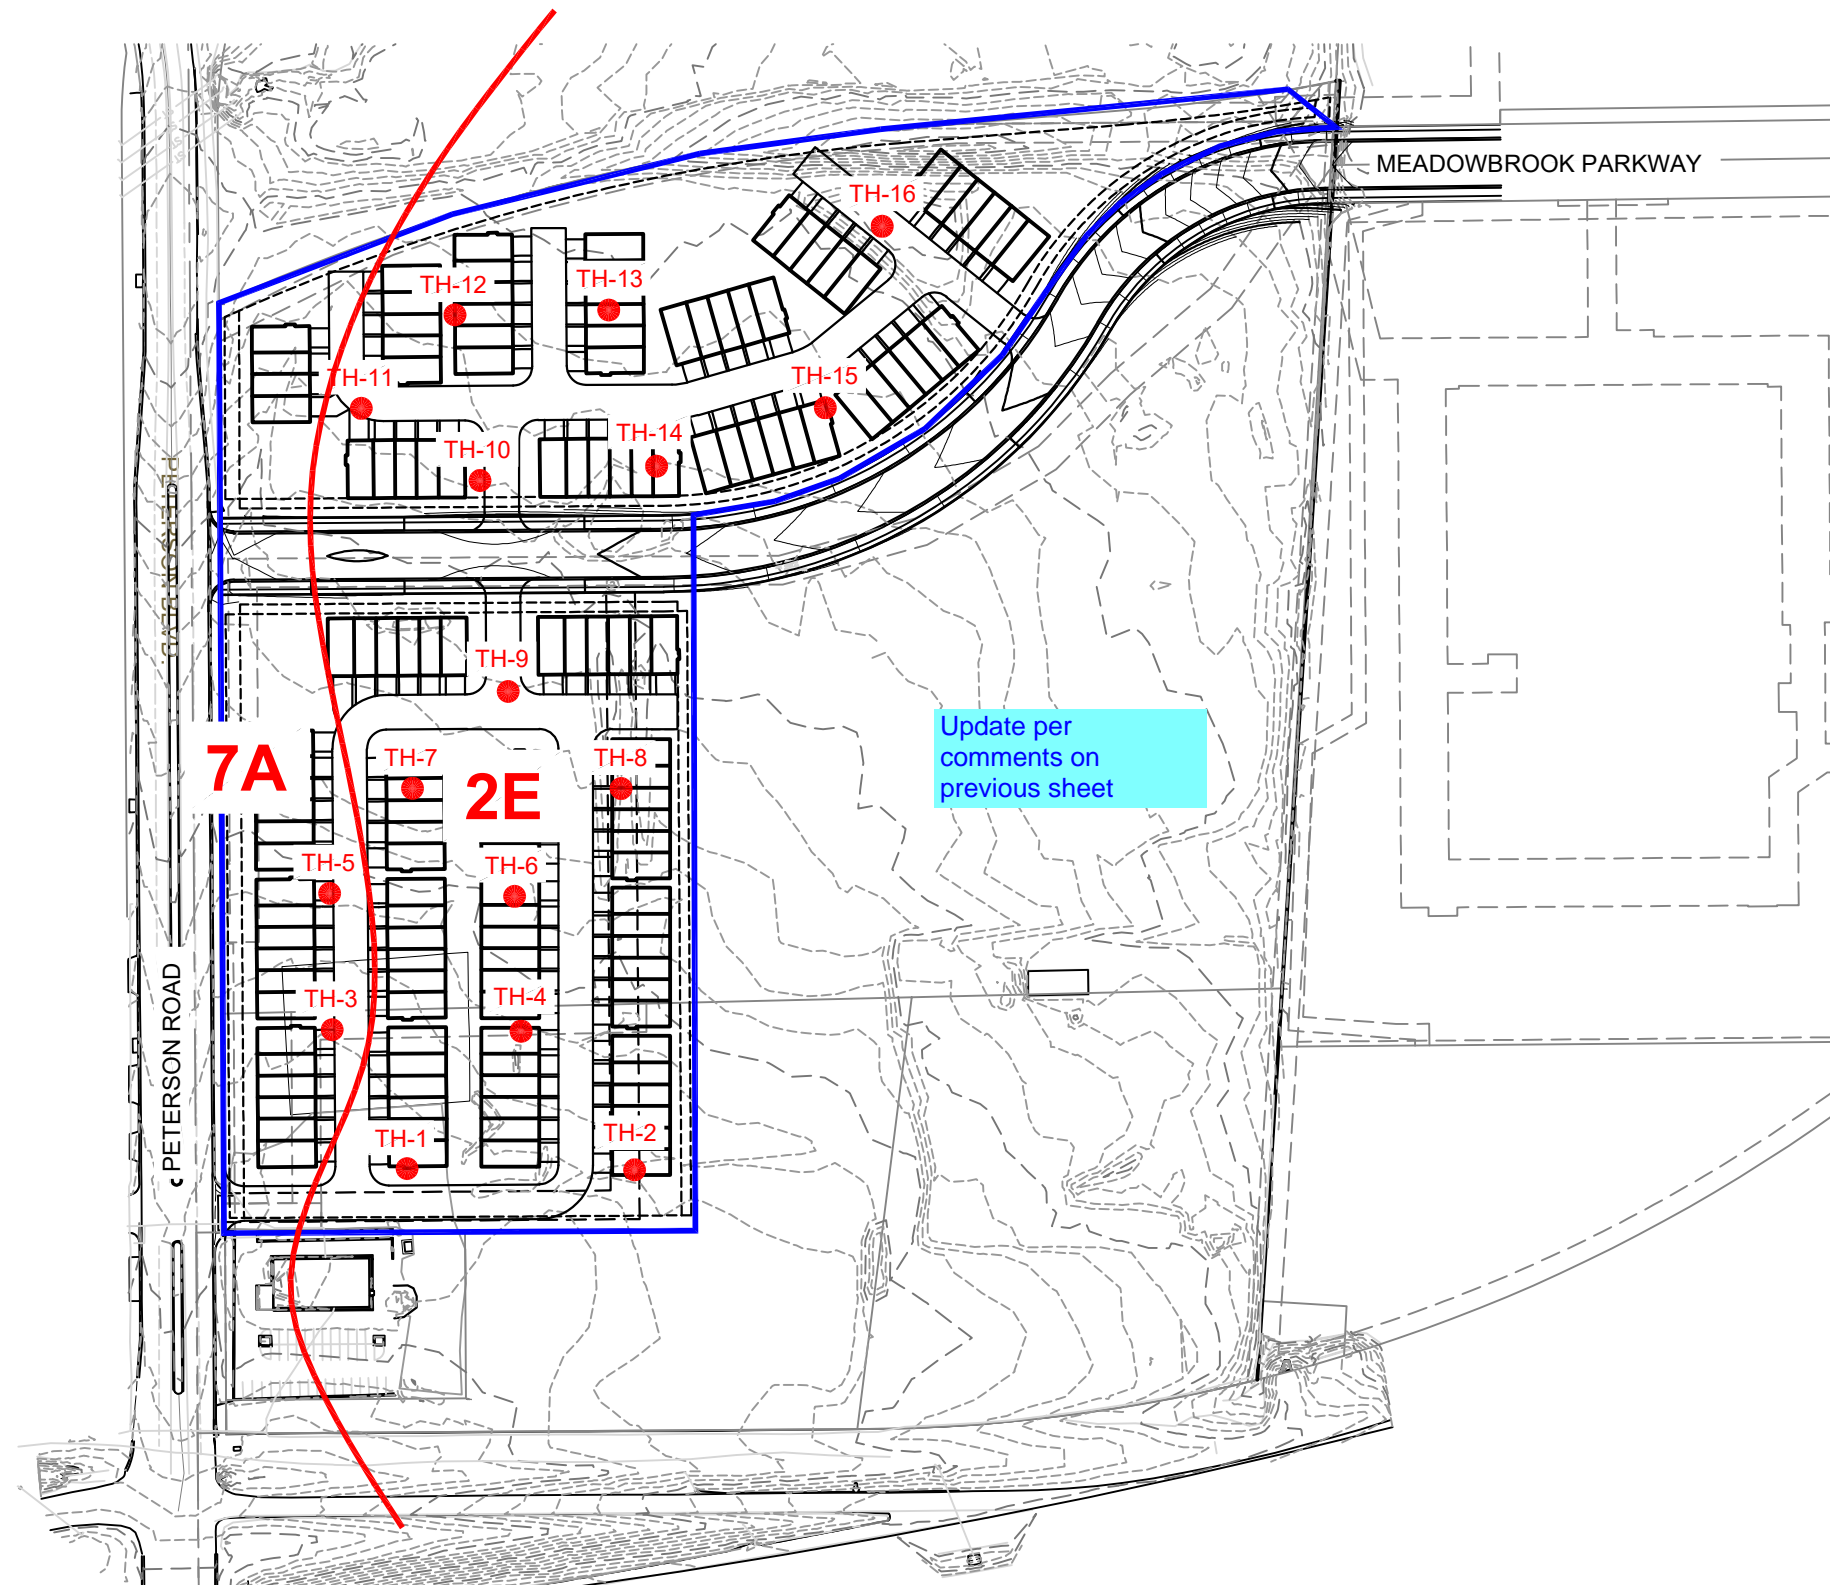 MEADOWBROOK PARKWAY
TH-16
TH-12
TH-13
TH-11
TH-15
TH-10
TH-14
PETERSON BLVD.
TH-9
7A
TH-7
2E
TH-8
Update per
comments on
previous sheet
TH-5
TH-6
TH-3
TH-4
PETERSON ROAD
TH-1
TH-2